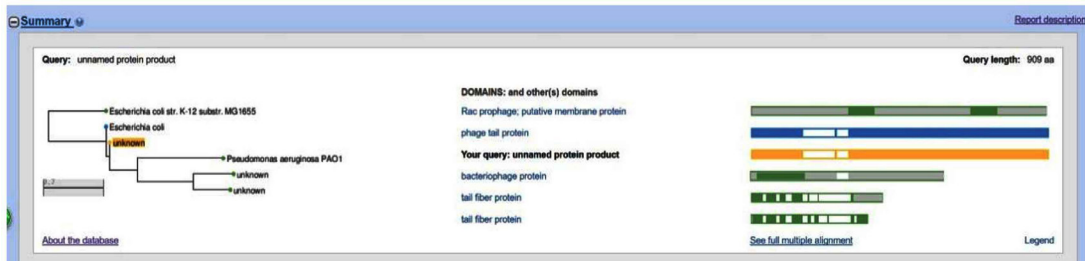 Summary
Report description
Query: unnamed protein product
Query length: 909 aa
DOMAINS: and other(s) domains
Escherichia coli str. K-12 substr. MG1655
Rac prophage; putative membrane protein
Escherichia coli
phage tail protein
unknown
Your query: unnamed protein product
Pseudomonas aeruginosa PAO1
bacteriophage protein
unknown
tail fiber protein
unknown
tail fiber protein
About the database
See full multiple alignment
Legend